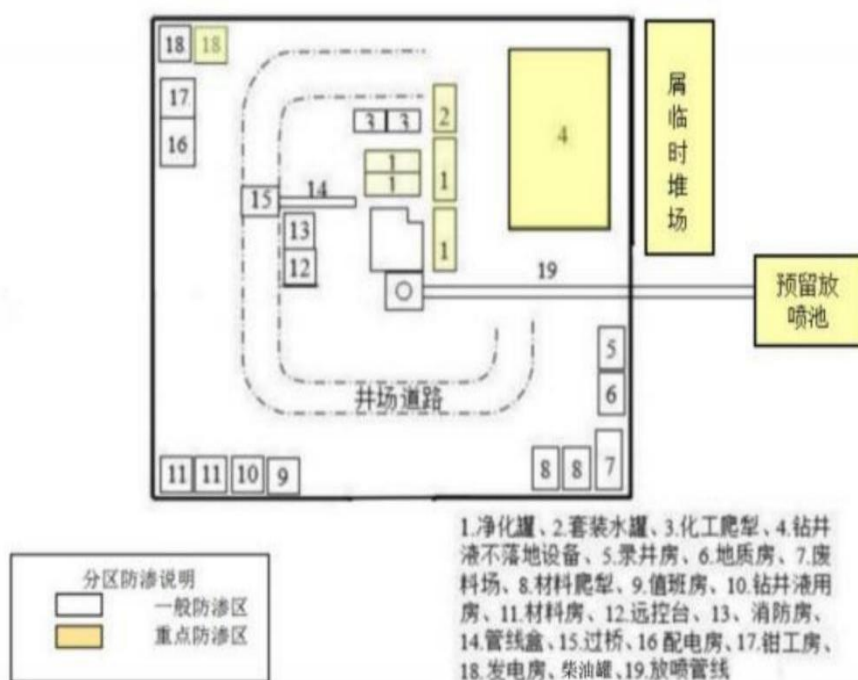 18 18
17
16
3 3 2
4
屑临时堆场
1
1
1
1
14
15
13
12
19
预留放
喷池
5
6
井场道路
11 11 10 9
8 8 7
1.净化罐、2.套装水罐、3.化工爬犁、4.钻井
液不落地设备、5.录井房、6.地质房、7.废
料场、8.材料爬犁、9.值班房、10.钻井液用
房、11.材料房、12.远控台、13、消防房、
14.管线盒、15.过桥、16配电房、17.钳工房、
18.发电房、柴油罐、19.放喷管线
分区防渗说明
一般防渗区
重点防渗区